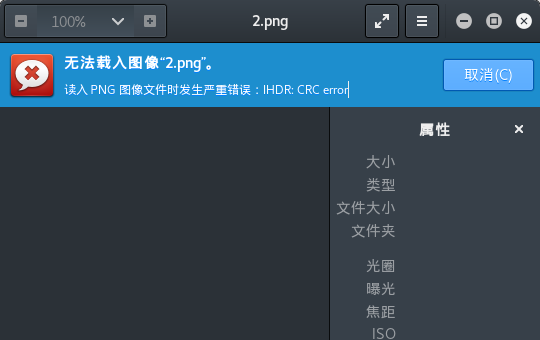 100%
2.png
无法载入图像“2.png”。
读入 PNG 图像文件时发生严重错误：IHDR: CRC error
取消(C)
属性
大小
类型
文件大小
文件夹
光圈
曝光
焦距
ISO